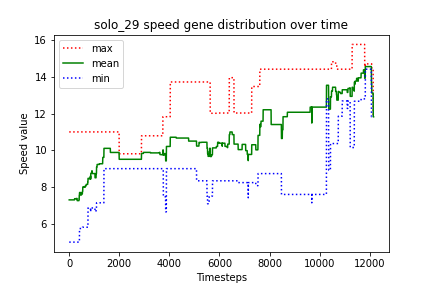 solo_29 speed gene distribution over time
max
mean
min
Speed value
16
14
12
10
8
6
0
2000
4000
6000
8000
10000
12000
Timesteps